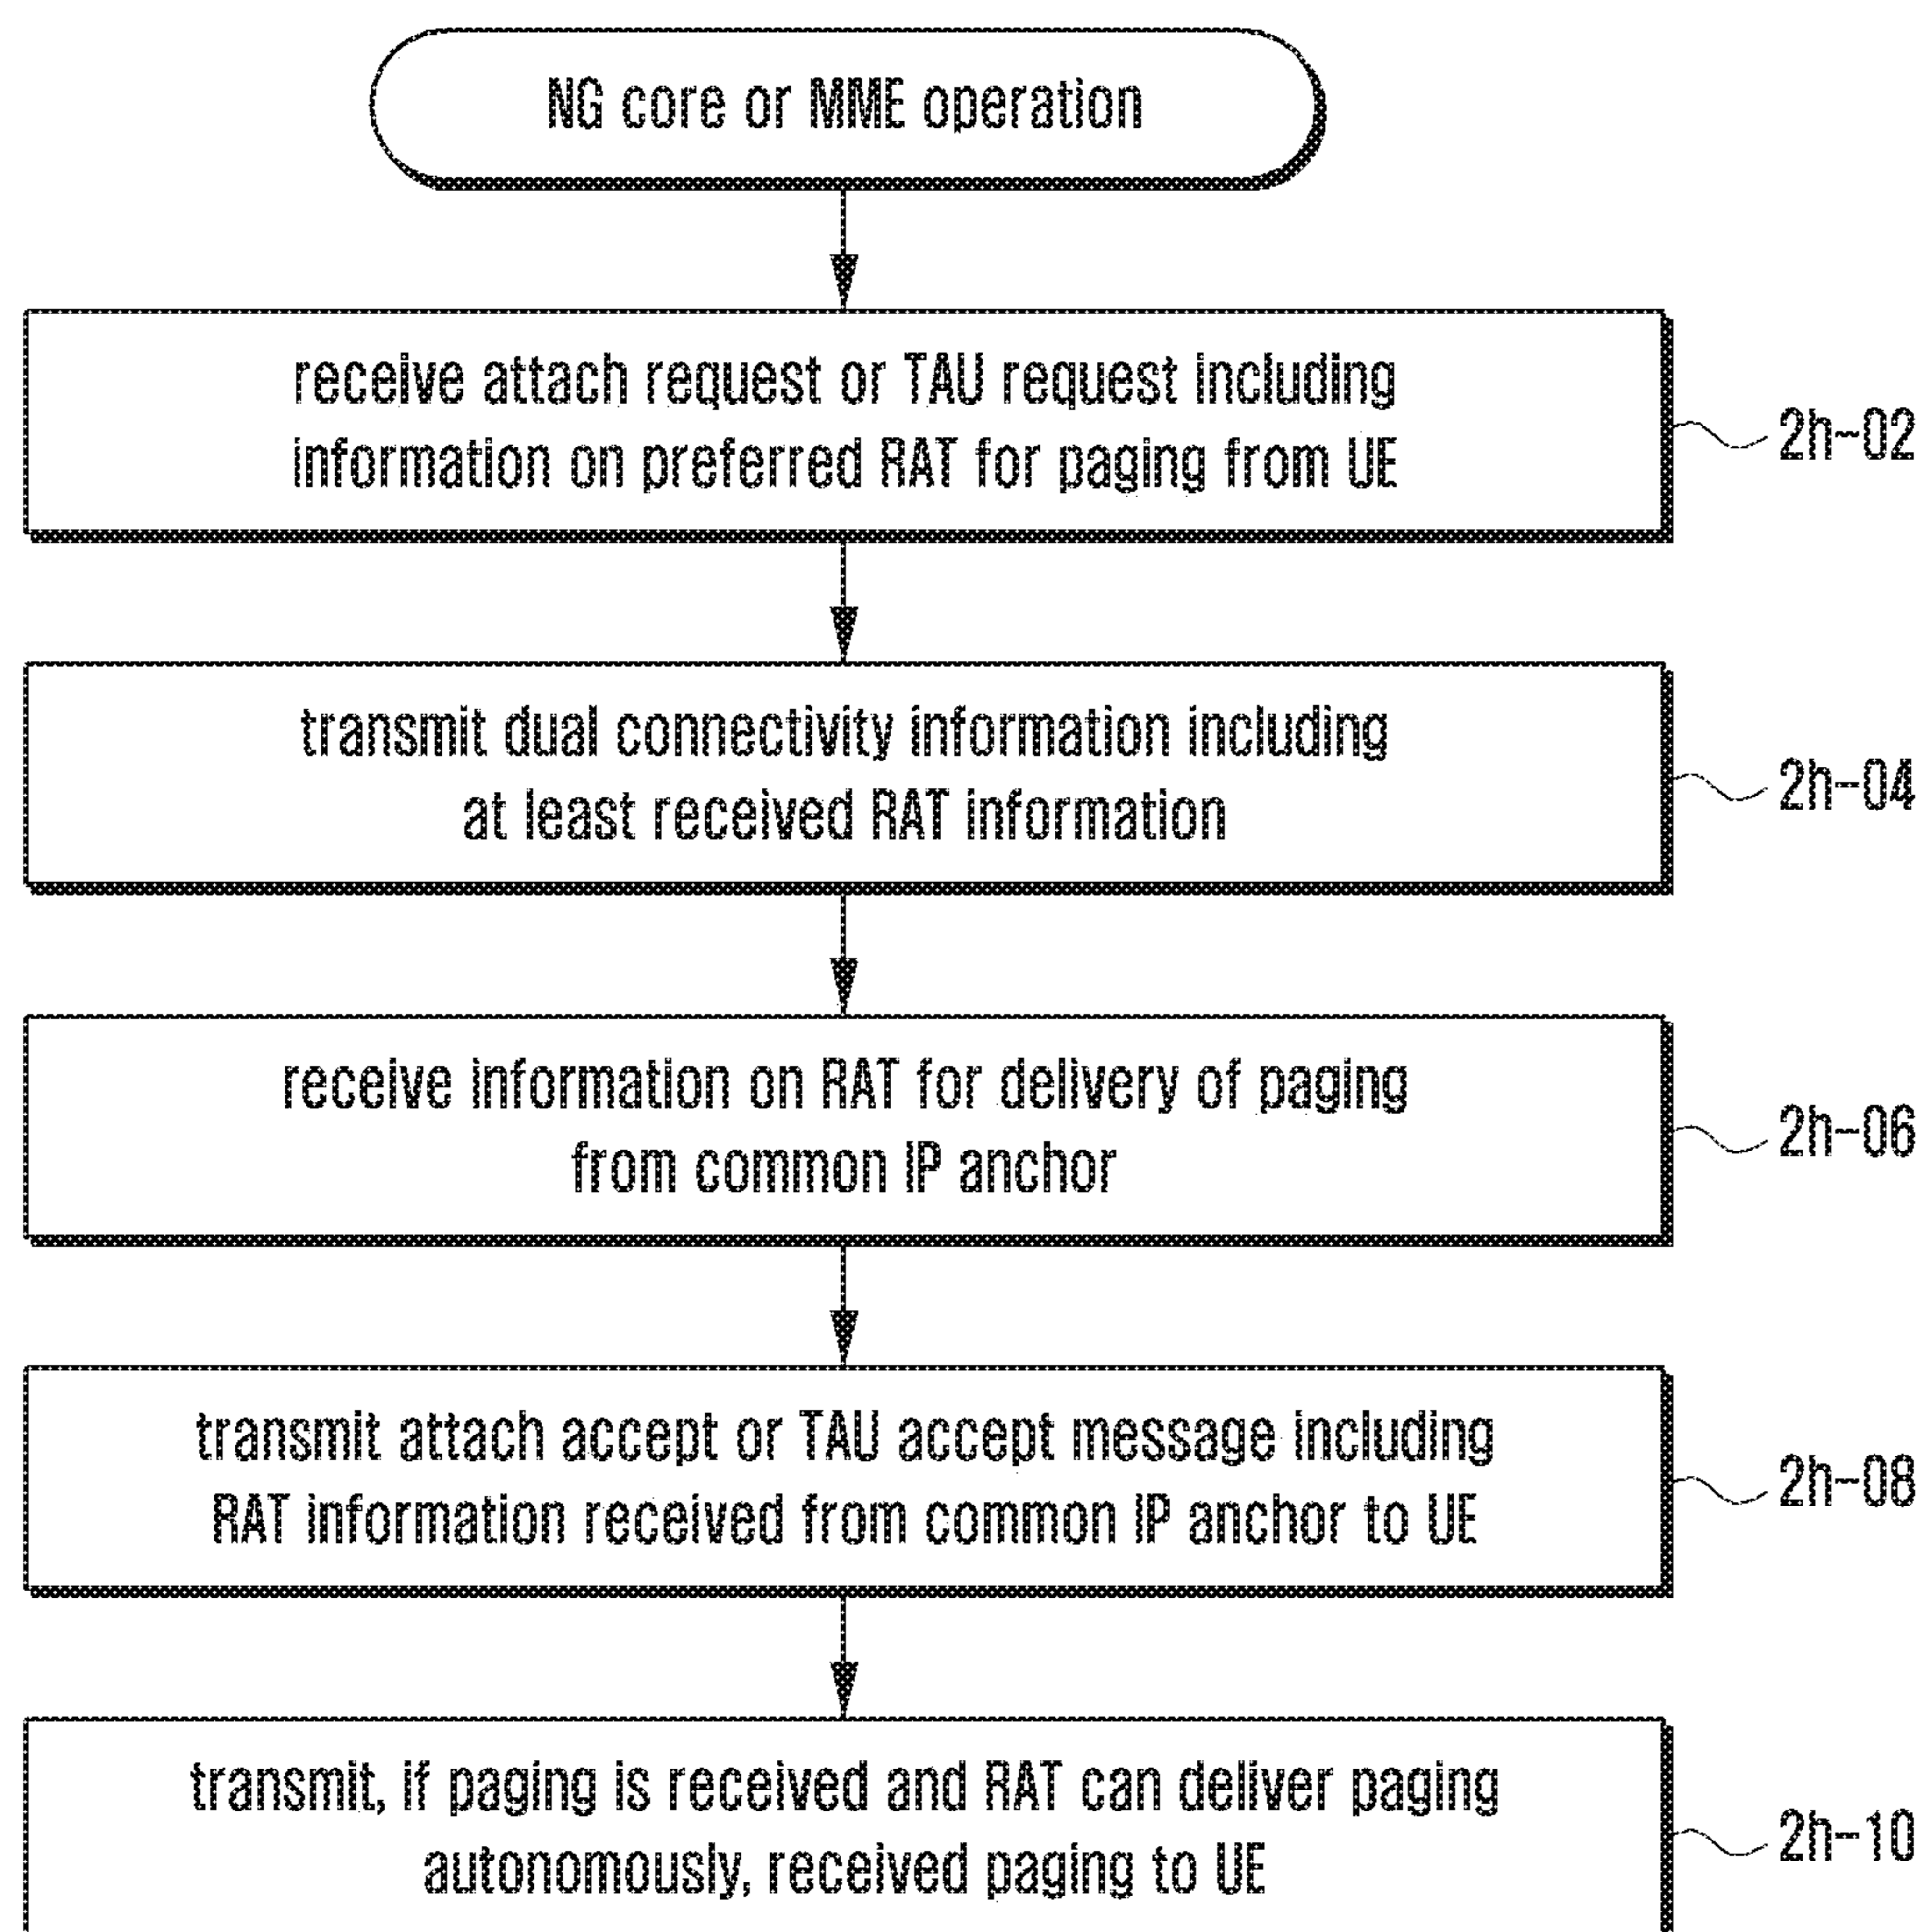 NG core or MME operation
receive attach request or TAU request including
information on preferred RAT for paging from UE
2h-02
transmit dual connectivity information including
at least received RAT information
2h-04
receive information on RAT for delivery of paging
from common IP anchor
2h-06
transmit attach accept or TAU accept message including
RAT information received from common IP anchor to UE
2h-08
transmit, if paging is received and RAT can deliver paging
autonomously, received paging to UE
2h-10